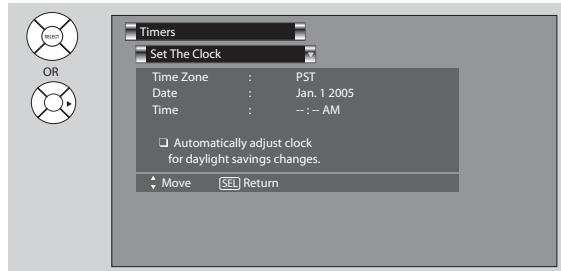 SELECT
OR
Timers
Set The Clock
Time Zone : PST
Date : Jan. 1 2005
Time : -- : -- AM
❏ Automatically adjust clock
for daylight savings changes.
Move SEL Return